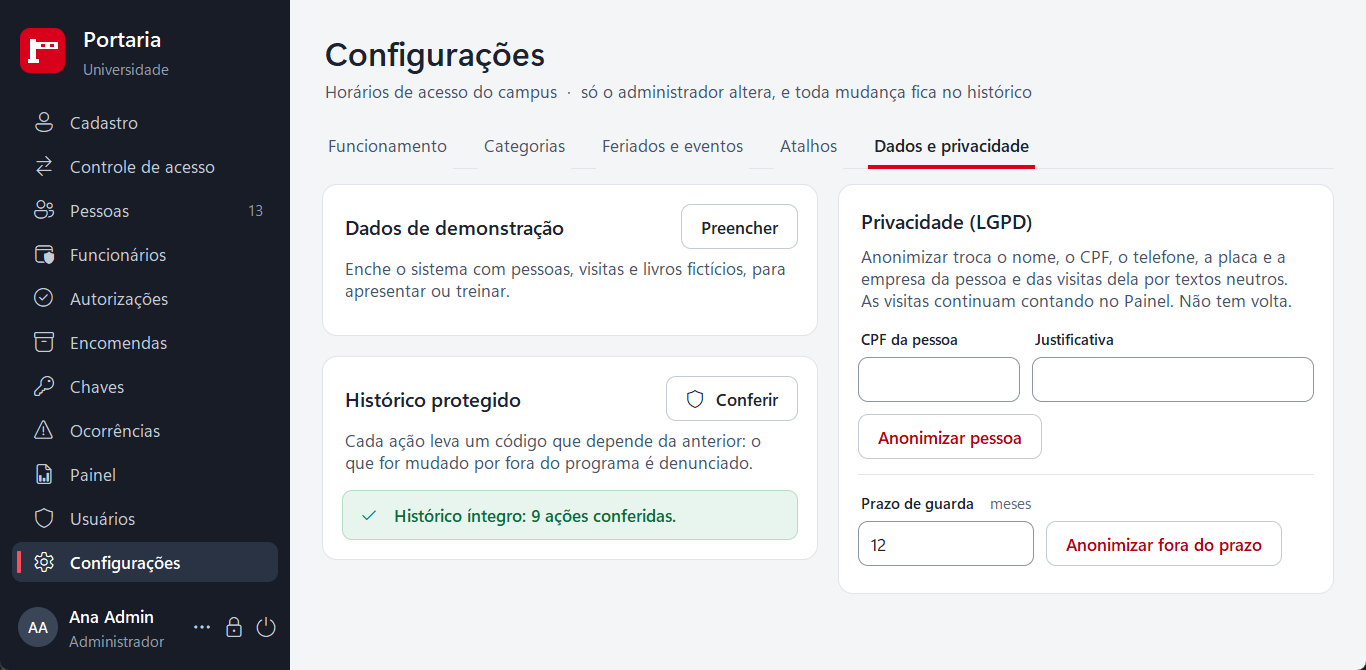 Portaria
Universidade
Cadastro
Controle de acesso
Pessoas 13
Funcionários
Autorizações
Encomendas
Chaves
Ocorrências
Painel
Usuários
Configurações
AA
Ana Admin
Administrador
Configurações
Horários de acesso do campus · só o administrador altera, e toda mudança fica no histórico
Funcionamento Categorias Feriados e eventos Atalhos Dados e privacidade
Dados de demonstração
Preencher
Enche o sistema com pessoas, visitas e livros fictícios, para
apresentar ou treinar.
Histórico protegido
Conferir
Cada ação leva um código que depende da anterior: o
que for mudado por fora do programa é denunciado.
Histórico íntegro: 9 ações conferidas.
Privacidade (LGPD)
Anonimizar troca o nome, o CPF, o telefone, a placa e a
empresa da pessoa e das visitas dela por textos neutros.
As visitas continuam contando no Painel. Não tem volta.
CPF da pessoa Justificativa
Anonimizar pessoa
Prazo de guarda meses
12
Anonimizar fora do prazo